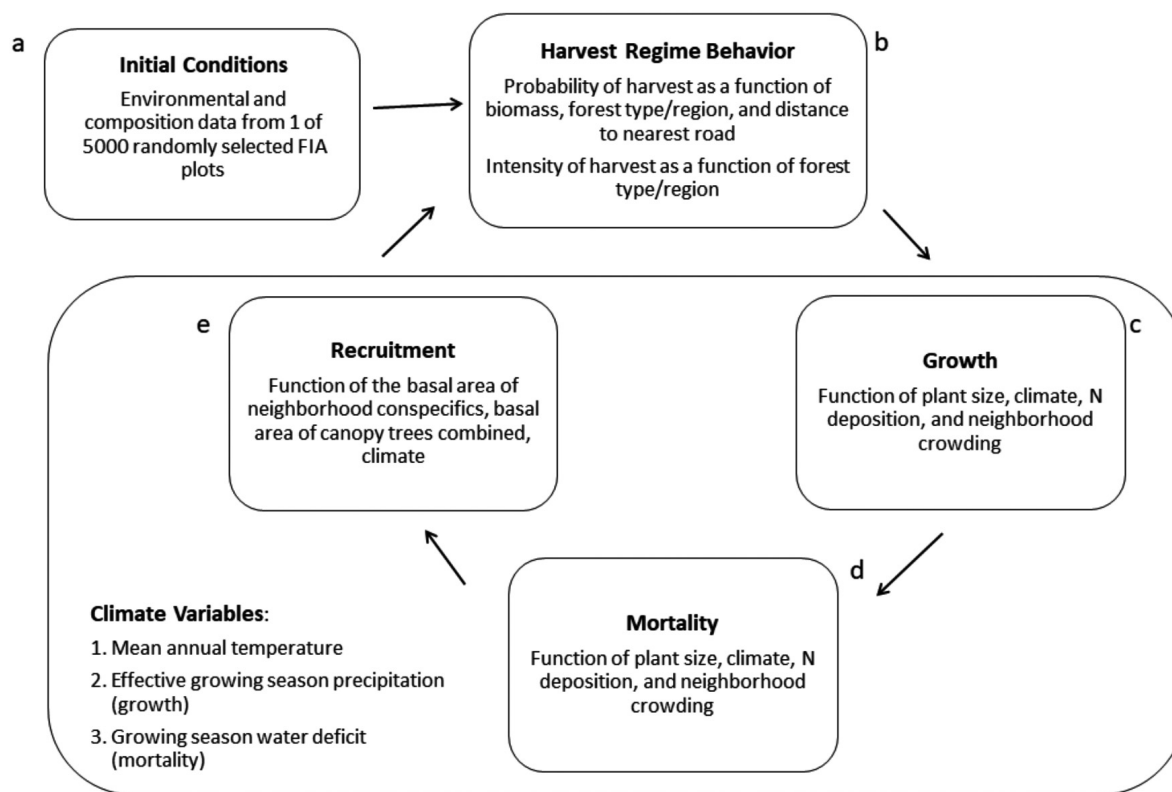 a
Initial Conditions
Environmental and
composition data from 1 of
5000 randomly selected FIA
plots
b
Harvest Regime Behavior
Probability of harvest as a function of
biomass, forest type/region, and distance
to nearest road
Intensity of harvest as a function of forest
type/region
c
Growth
Function of plant size, climate, N
deposition, and neighborhood
crowding
d
Mortality
Function of plant size, climate, N
deposition, and neighborhood
crowding
e
Recruitment
Function of the basal area of
neighborhood conspecifics, basal
area of canopy trees combined,
climate
Climate Variables:
1. Mean annual temperature
2. Effective growing season precipitation
(growth)
3. Growing season water deficit
(mortality)